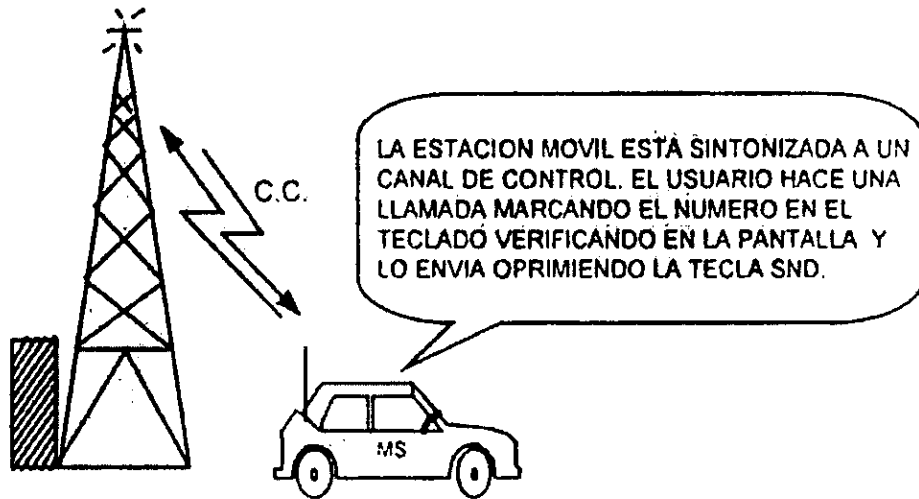 C.C.
LA ESTACION MOVIL ESTÁ SINTONIZADA A UN
CANAL DE CONTROL. EL USUARIO HACE UNA
LLAMADA MARCANDO EL NUMERO EN EL
TECLADO VERIFICANDO EN LA PANTALLA Y
LO ENVIA OPRIMIENDO LA TECLA SND.
MS